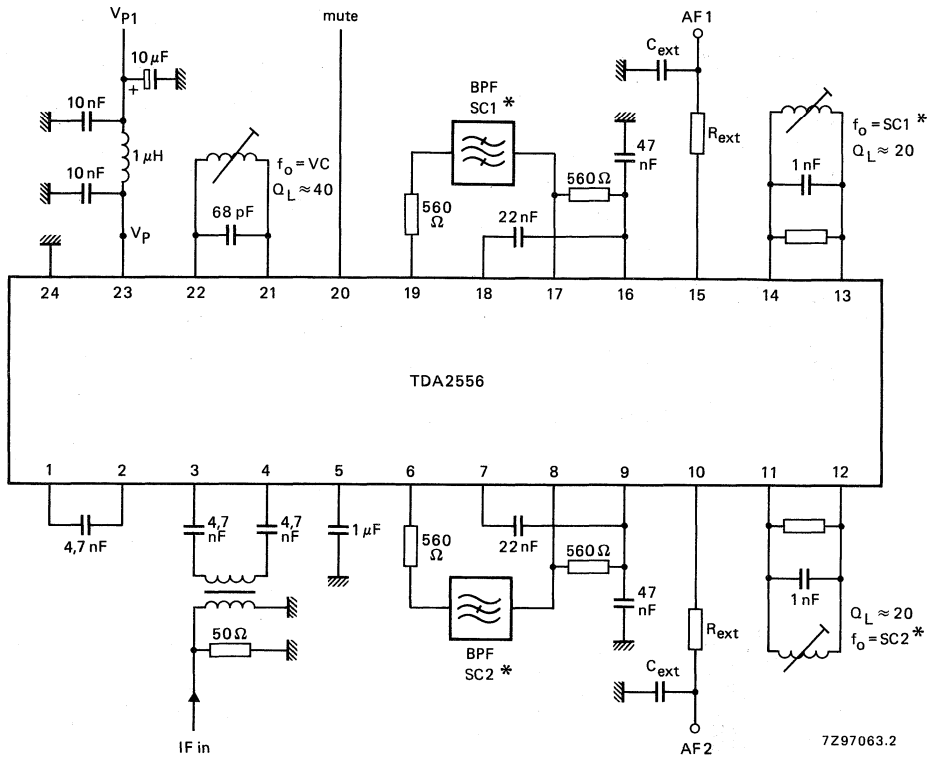 VP1
mute
AF1
10 μF
+
10 nF
1 μH
10 nF
VP
fo = VC
QL ≈ 40
68 pF
BPF
SC1 *
560
Ω
22 nF
560 Ω
47
nF
Cext
Rext
fo = SC1 *
QL ≈ 20
1 nF
24 23 22 21 20 19 18 17 16 15 14 13
TDA2556
1 2 3 4 5 6 7 8 9 10 11 12
4,7 nF
4,7
nF
4,7
nF
1 μF
560
Ω
22 nF
560 Ω
47
nF
BPF
SC2 *
50 Ω
IF in
Rext
Cext
AF2
1 nF
QL ≈ 20
fo = SC2 *
7Z97063.2